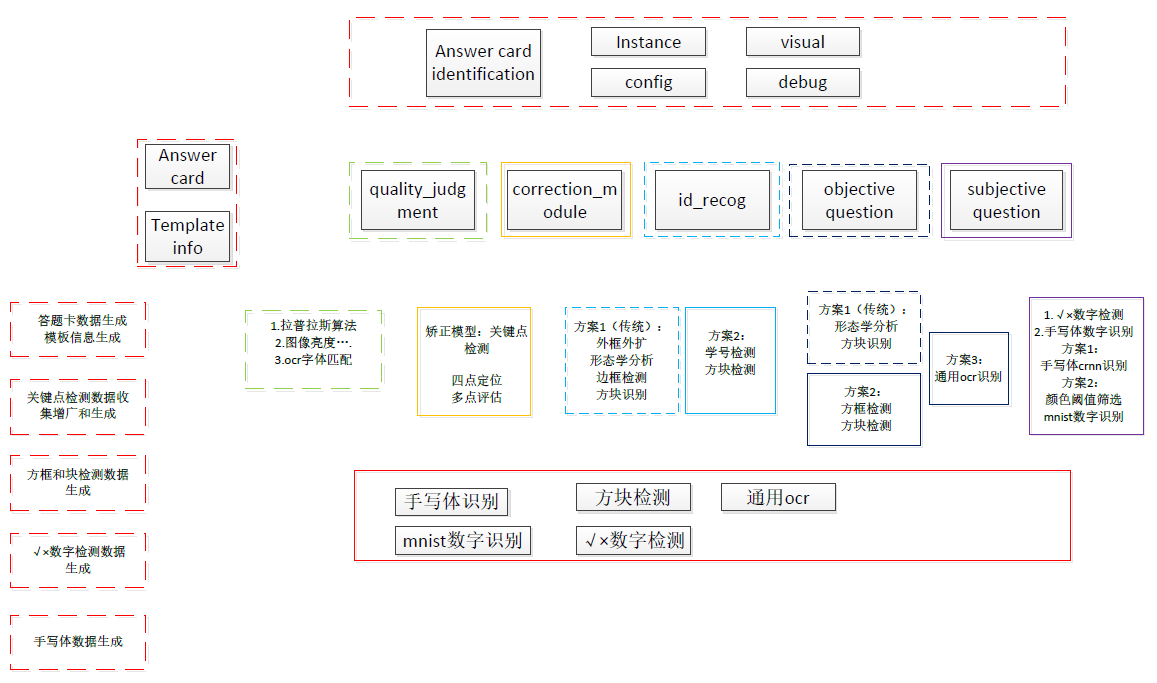 Answer card
identification
Instance
visual
config
debug
Answer
card
Template
info
quality_judg
ment
correction_m
odule
id_recog
objective
question
subjective
question
答题卡数据生成
模板信息生成
关键点检测数据收
集增广和生成
方框和块检测数据
生成
√×数字检测数据
生成
手写体数据生成
1.拉普拉斯算法
2.图像亮度….
3.ocr字体匹配
矫正模型：关键点
检测
四点定位
多点评估
方案1（传统）：
外框外扩
形态学分析
边框检测
方块识别
方案2：
学号检测
方块检测
方案1（传统）：
形态学分析
方块识别
方案2：
方框检测
方块检测
方案3：
通用ocr识别
1. √×数字检测
2.手写体数字识别
方案1：
手写体crnn识别
方案2：
颜色阈值筛选
mnist数字识别
手写体识别
方块检测
通用ocr
mnist数字识别
√×数字检测